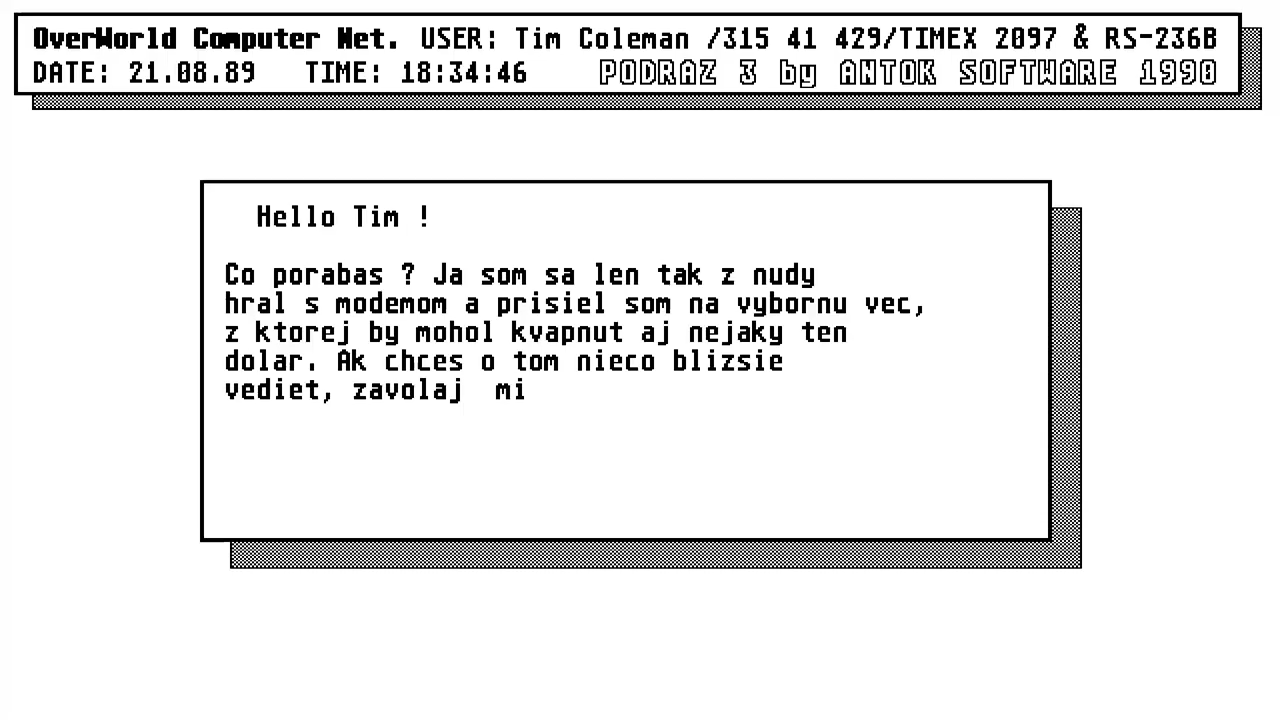 OverWorld Computer Net. USER: Tim Coleman /315 41 429/TIMEX 2097 & RS-236B
DATE: 21.08.89 TIME: 18:34:46 PODRAZ 3 by ANTOK SOFTWARE 1990
Hello Tim !
Co porabas ? Ja som sa len tak z nudy
hral s modemom a prisiel som na vybornu vec,
z ktorej by mohol kvapnut aj nejaky ten
dolar. Ak chces o tom nieco blizsie
vediet, zavolaj mi